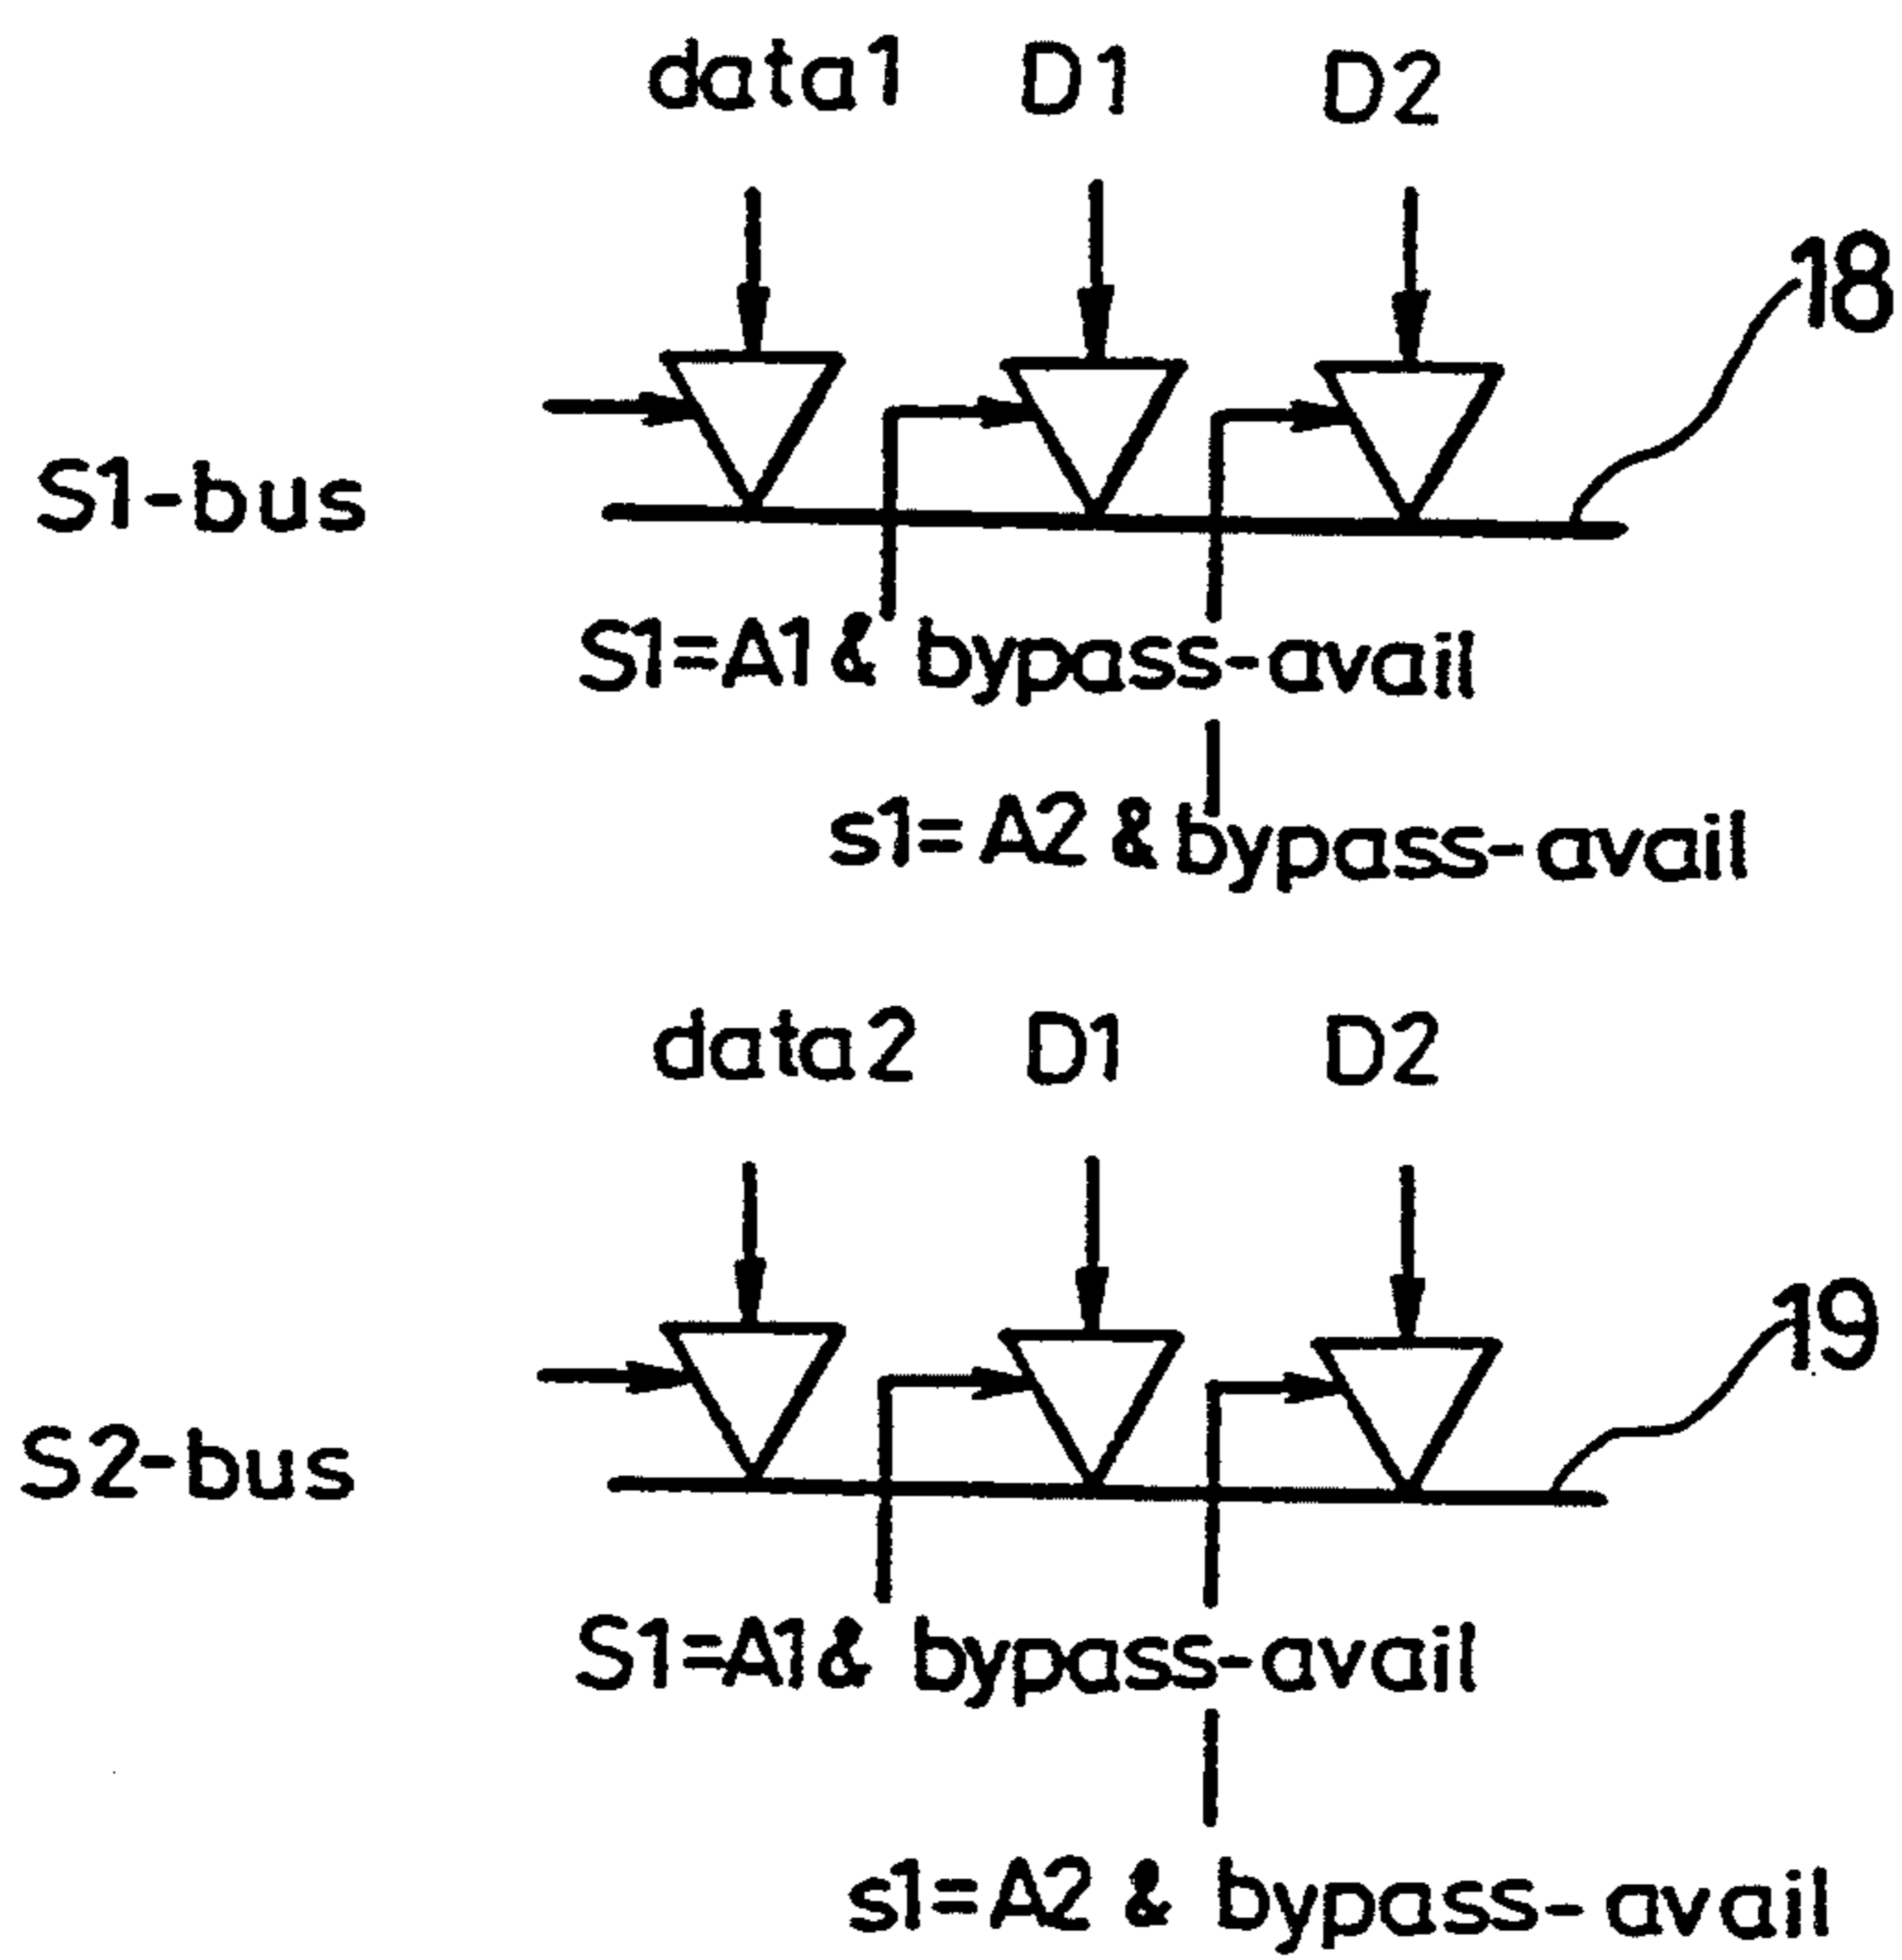 data1 D1 D2
18
S1-bus
S1=A1& bypass-avail
s1=A2 & bypass-avail
data2 D1 D2
19
S2-bus
S1=A1& bypass-avail
s1=A2 & bypass-avail